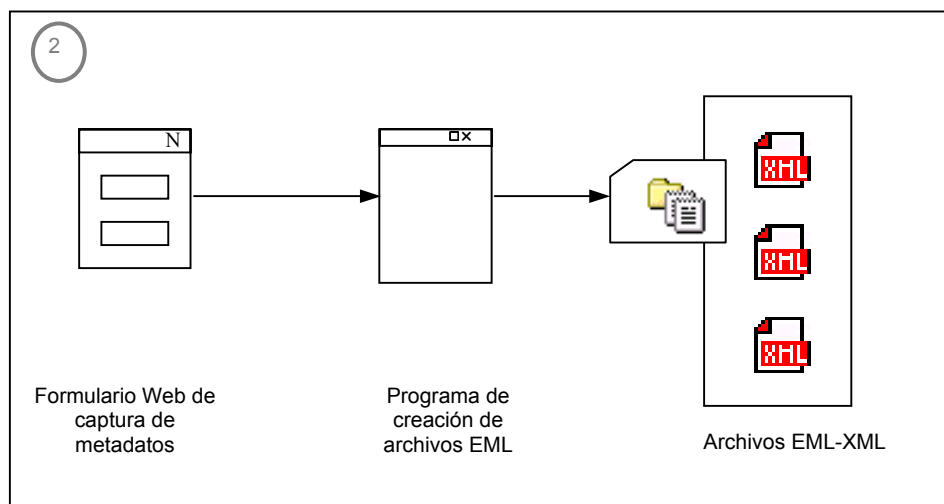 2
N
XML
XML
XML
Formulario Web de
captura de
metadatos
Programa de
creación de
archivos EML
Archivos EML-XML